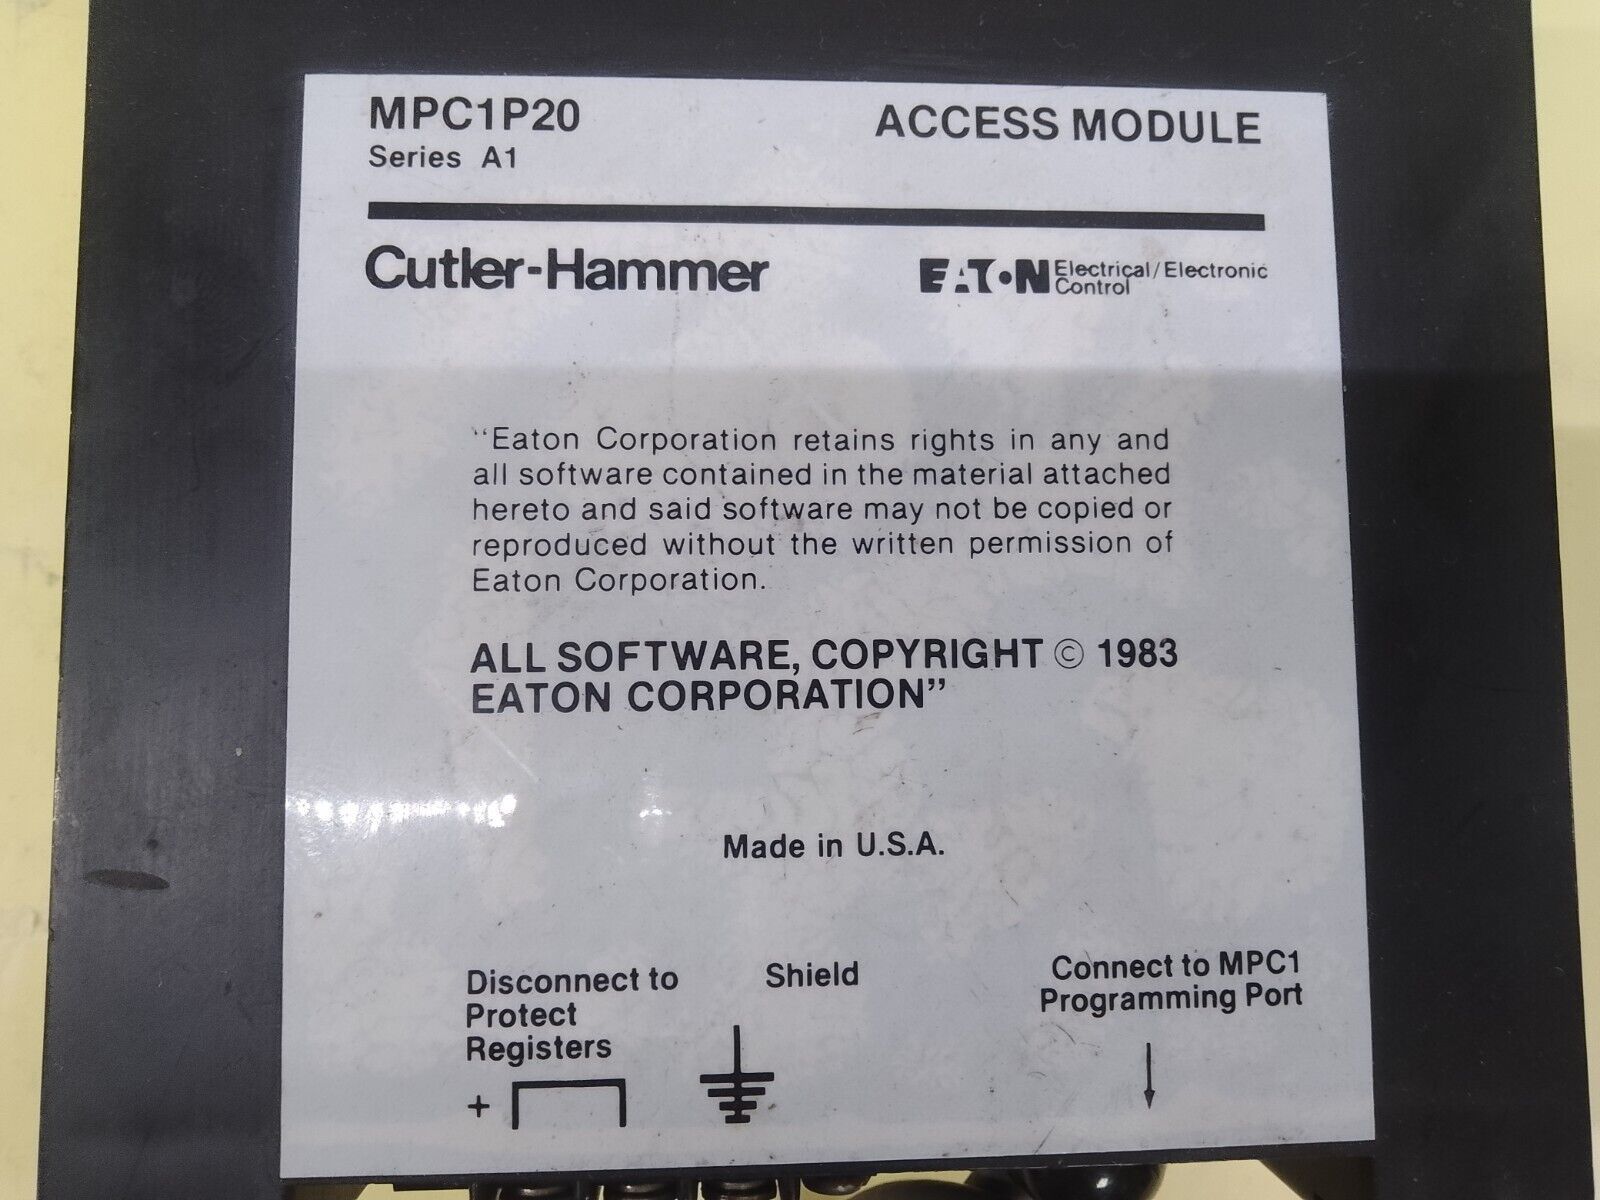 MPC1P20 ACCESS MODULE
Series A1
Cutler-Hammer EATON Electrical/Electronic
Control
"Eaton Corporation retains rights in any and
all software contained in the material attached
hereto and said software may not be copied or
reproduced without the written permission of
Eaton Corporation.
ALL SOFTWARE, COPYRIGHT © 1983
EATON CORPORATION"
Made in U.S.A.
Disconnect to
Protect
Registers
+
Shield
Connect to MPC1
Programming Port